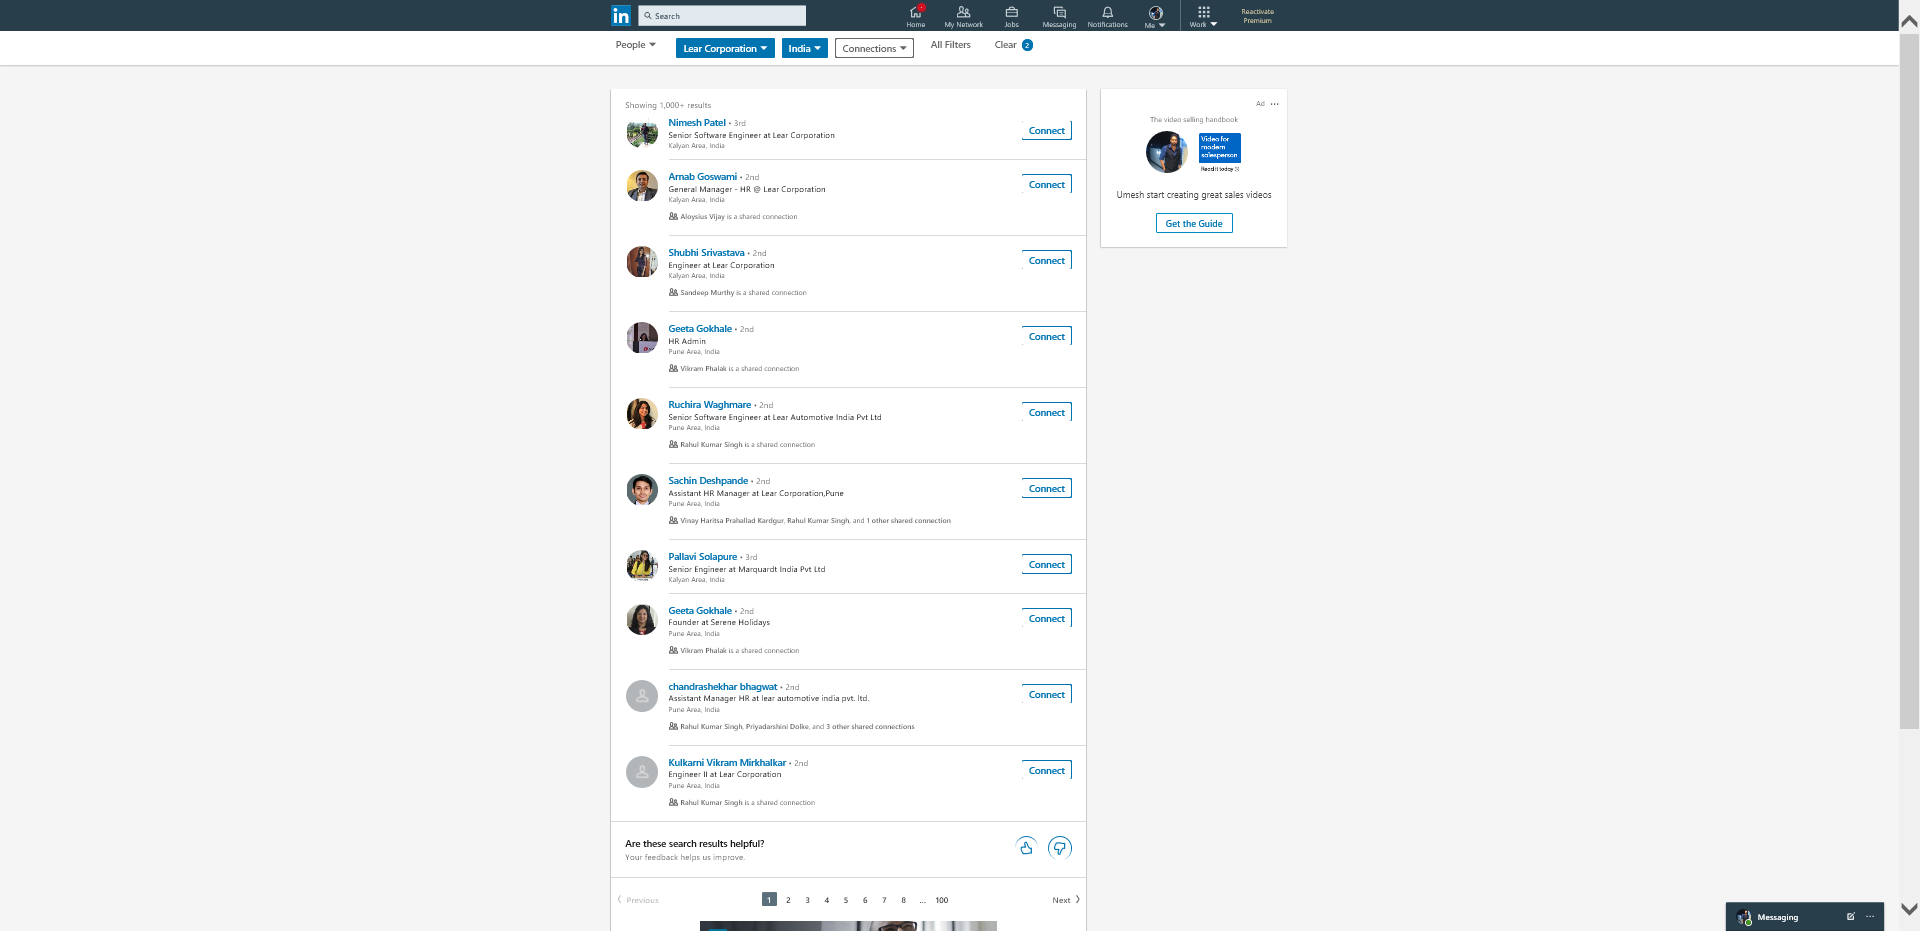 in
Search
Home
My Network
Jobs
Messaging
Notifications
Me
Work
Reactivate
Premium
People
Lear Corporation
India
Connections
All Filters
Clear 2
Showing 1,000+ results
Nimesh Patel • 3rd
Senior Software Engineer at Lear Corporation
Kalyan Area, India
Connect
Arnab Goswami • 2nd
General Manager - HR @ Lear Corporation
Kalyan Area, India
Aloysius Vijay is a shared connection
Connect
Shubhi Srivastava • 2nd
Engineer at Lear Corporation
Kalyan Area, India
Sandeep Murthy is a shared connection
Connect
Geeta Gokhale • 2nd
HR Admin
Pune Area, India
Vikram Phalak is a shared connection
Connect
Ruchira Waghmare • 2nd
Senior Software Engineer at Lear Automotive India Pvt Ltd
Pune Area, India
Rahul Kumar Singh is a shared connection
Connect
Sachin Deshpande • 2nd
Assistant HR Manager at Lear Corporation,Pune
Pune Area, India
Vinay Haritsa Prahallad Kardgur, Rahul Kumar Singh, and 1 other shared connection
Connect
Pallavi Solapure • 3rd
Senior Engineer at Marquardt India Pvt Ltd
Kalyan Area, India
Connect
Geeta Gokhale • 2nd
Founder at Serene Holidays
Pune Area, India
Vikram Phalak is a shared connection
Connect
chandrashekhar bhagwat • 2nd
Assistant Manager HR at lear automotive india pvt. ltd.
Pune Area, India
Rahul Kumar Singh, Priyadarshini Dolke, and 3 other shared connections
Connect
Kulkarni Vikram Mirkhalkar • 2nd
Engineer II at Lear Corporation
Pune Area, India
Rahul Kumar Singh is a shared connection
Connect
Are these search results helpful?
Your feedback helps us improve.
Previous
1 2 3 4 5 6 7 8 ... 100
Next
Ad ...
The video selling handbook
Video for
modern
salesperson
Read it today
Umesh start creating great sales videos
Get the Guide
Messaging